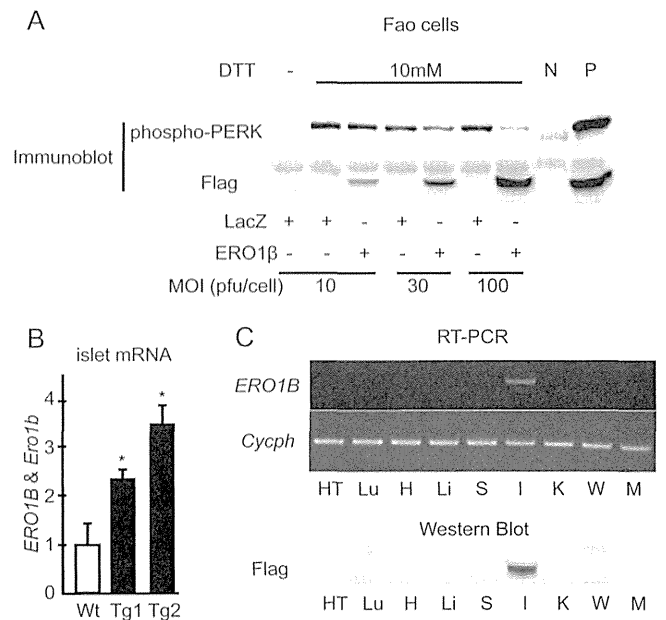 A
Fao cells
DTT - 10mM N P
phospho-PERK
Immunoblot
Flag
LacZ + + - + - + -
ERO1β - - + - + - +
MOI (pfu/cell) 10 30 100
B
islet mRNA
ERO1B & Ero1b
4
3
2
1
0
* *
Wt Tg1 Tg2
C
RT-PCR
ERO1B
Cycph
HT Lu H Li S I K W M
Western Blot
Flag
HT Lu H Li S I K W M